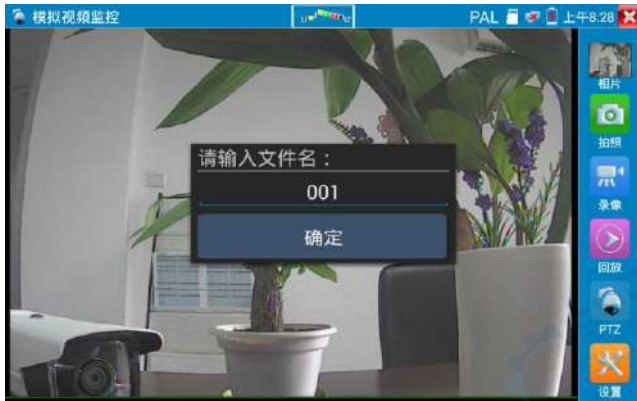 模拟视频监控
PAL
上午8:28
相片
拍照
请输入文件名：
001
确定
录像
回放
PTZ
设置